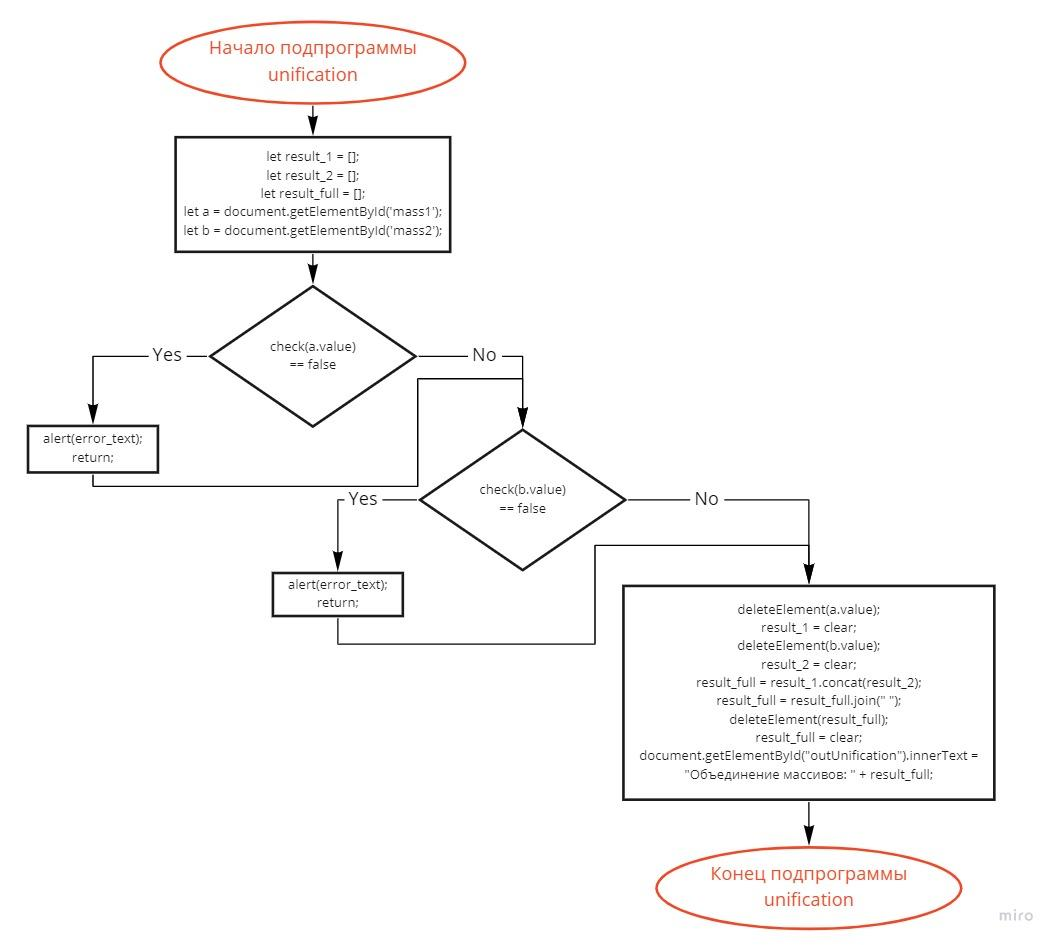 Начало подпрограммы
unification
let result_1 = [];
let result_2 = [];
let result_full = [];
let a = document.getElementById('mass1');
let b = document.getElementById('mass2');
check(a.value)
== false
Yes
No
alert(error_text);
return;
check(b.value)
== false
Yes
No
alert(error_text);
return;
deleteElement(a.value);
result_1 = clear;
deleteElement(b.value);
result_2 = clear;
result_full = result_1.concat(result_2);
result_full = result_full.join(" ");
deleteElement(result_full);
result_full = clear;
document.getElementById("outUnification").innerText =
"Объединение массивов: " + result_full;
Конец подпрограммы
unification
miro